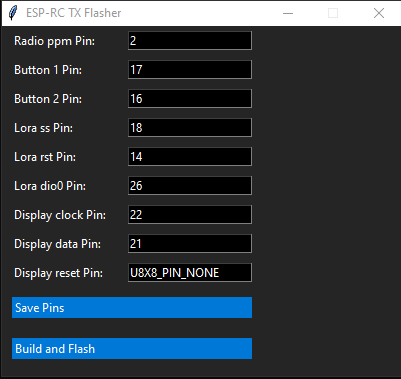 ESP-RC TX Flasher
Radio ppm Pin: 2
Button 1 Pin: 17
Button 2 Pin: 16
Lora ss Pin: 18
Lora rst Pin: 14
Lora dio0 Pin: 26
Display clock Pin: 22
Display data Pin: 21
Display reset Pin: U8X8_PIN_NONE
Save Pins
Build and Flash